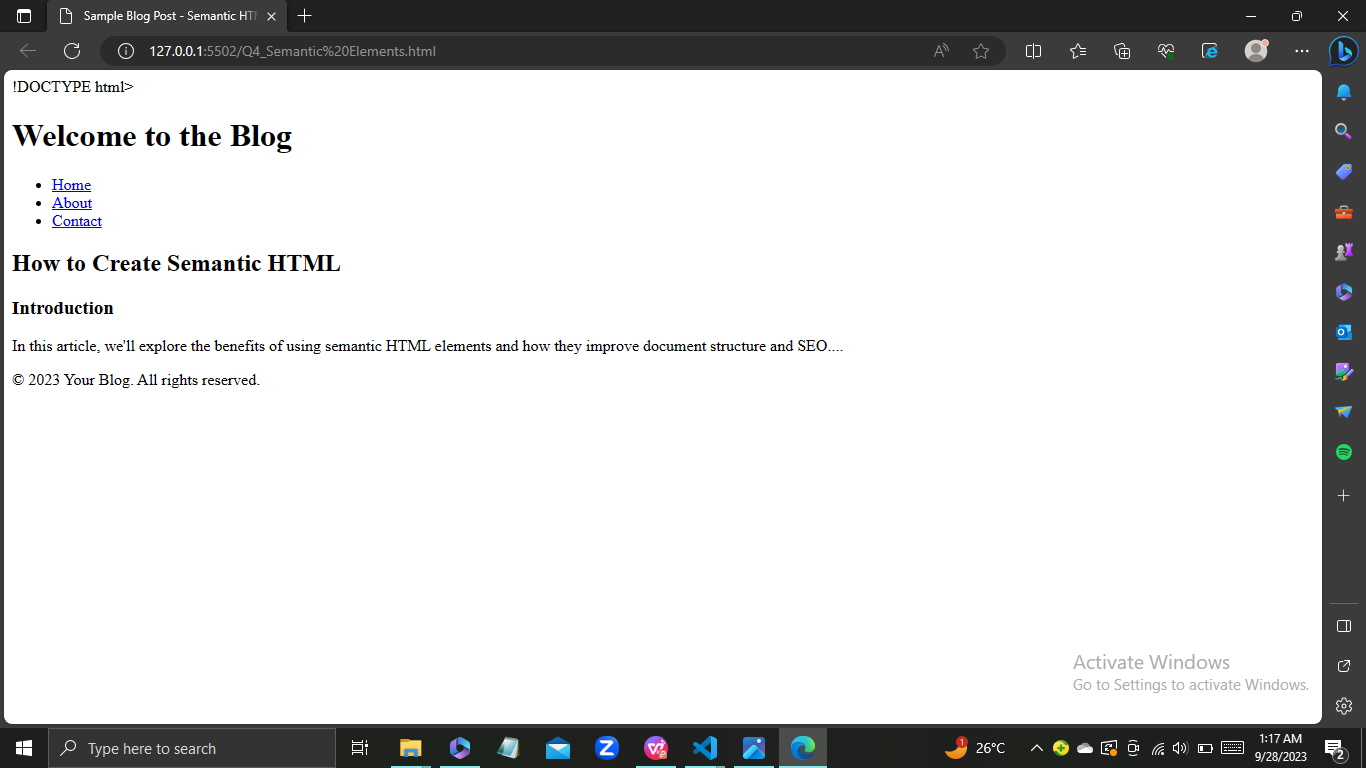 Sample Blog Post - Semantic HT
127.0.0.1:5502/Q4_Semantic%20Elements.html
!DOCTYPE html>
Welcome to the Blog
Home
About
Contact
How to Create Semantic HTML
Introduction
In this article, we'll explore the benefits of using semantic HTML elements and how they improve document structure and SEO....
© 2023 Your Blog. All rights reserved.
Activate Windows
Go to Settings to activate Windows.
Type here to search
1
26°C
1:17 AM
9/28/2023
2